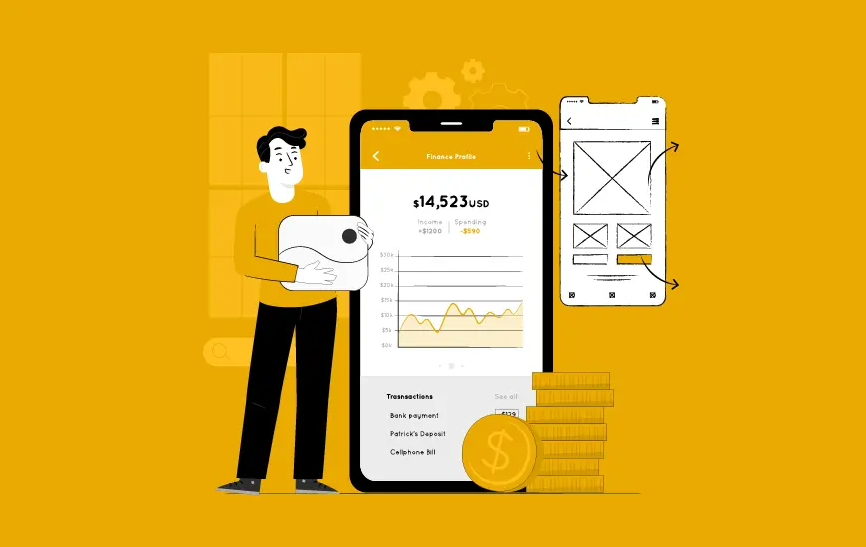 Finance Profile
$14,523USD
Income Spending
+$1200 -$590
$30k
$25k
$20k
$15k
$10k
$5k
$0k
Trasnsactions See all
Bank payment $129
Patrick's Deposit
Cellphone Bill
$